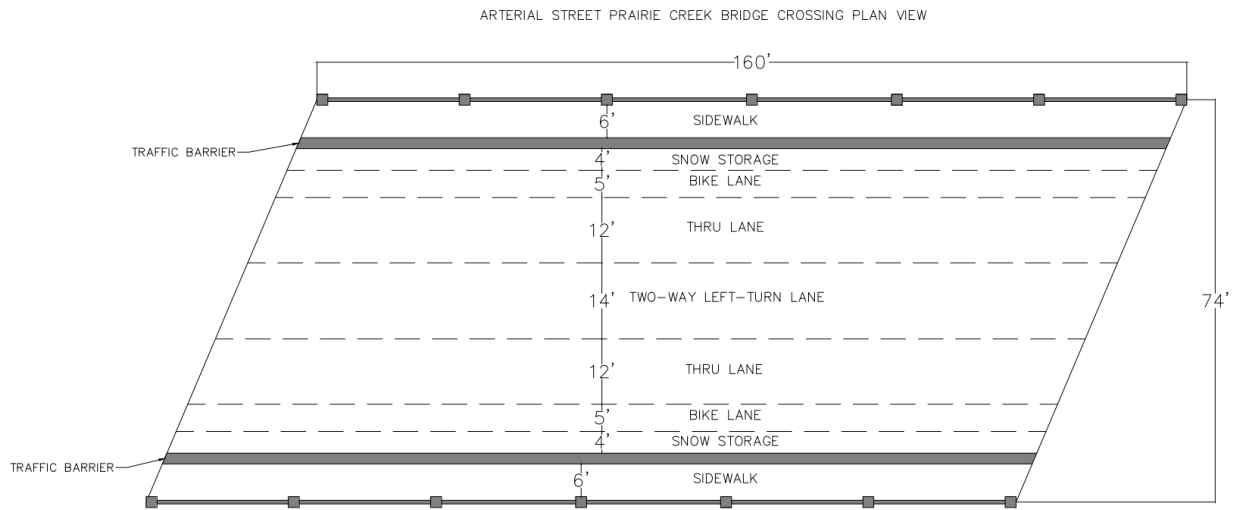 ARTERIAL STREET PRAIRIE CREEK BRIDGE CROSSING PLAN VIEW
160'
6' SIDEWALK
TRAFFIC BARRIER
4' SNOW STORAGE
5' BIKE LANE
12' THRU LANE
14' TWO-WAY LEFT-TURN LANE
74'
12' THRU LANE
5' BIKE LANE
4' SNOW STORAGE
TRAFFIC BARRIER
6' SIDEWALK